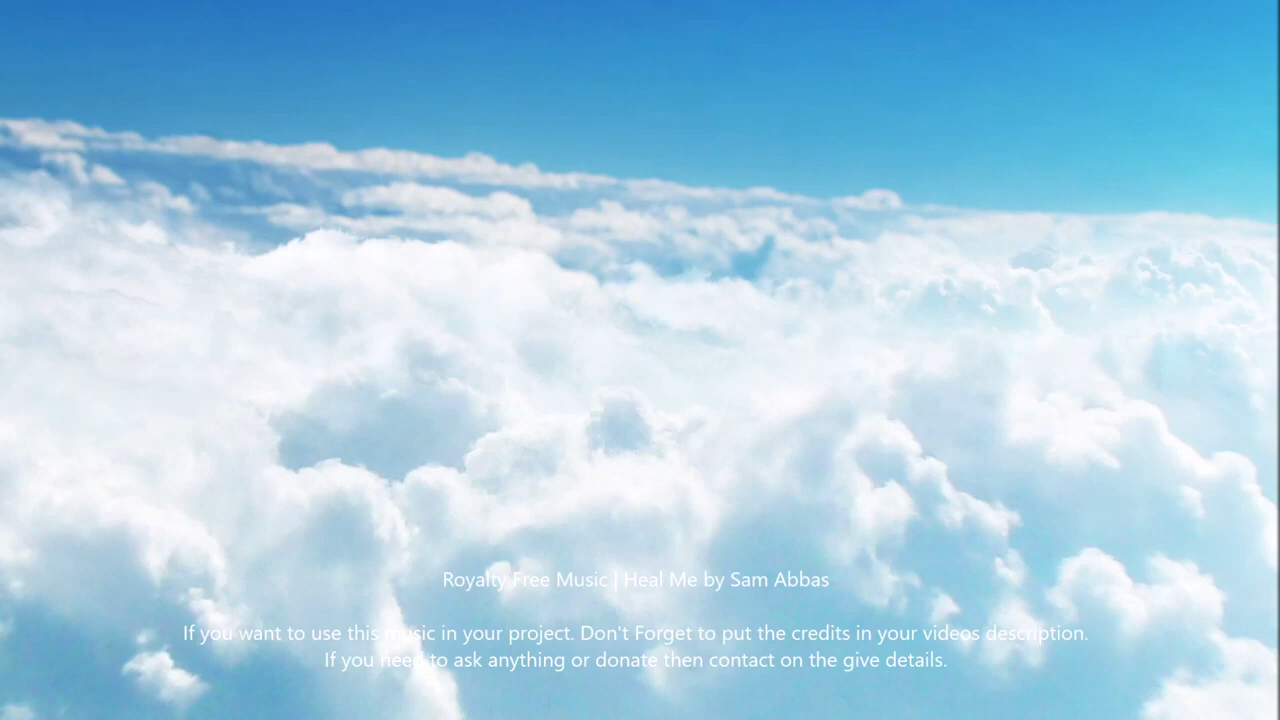 Royalty Free Music | Heal Me by Sam Abbas
If you want to use this music in your project. Don't Forget to put the credits in your videos description.
If you need to ask anything or donate then contact on the give details.